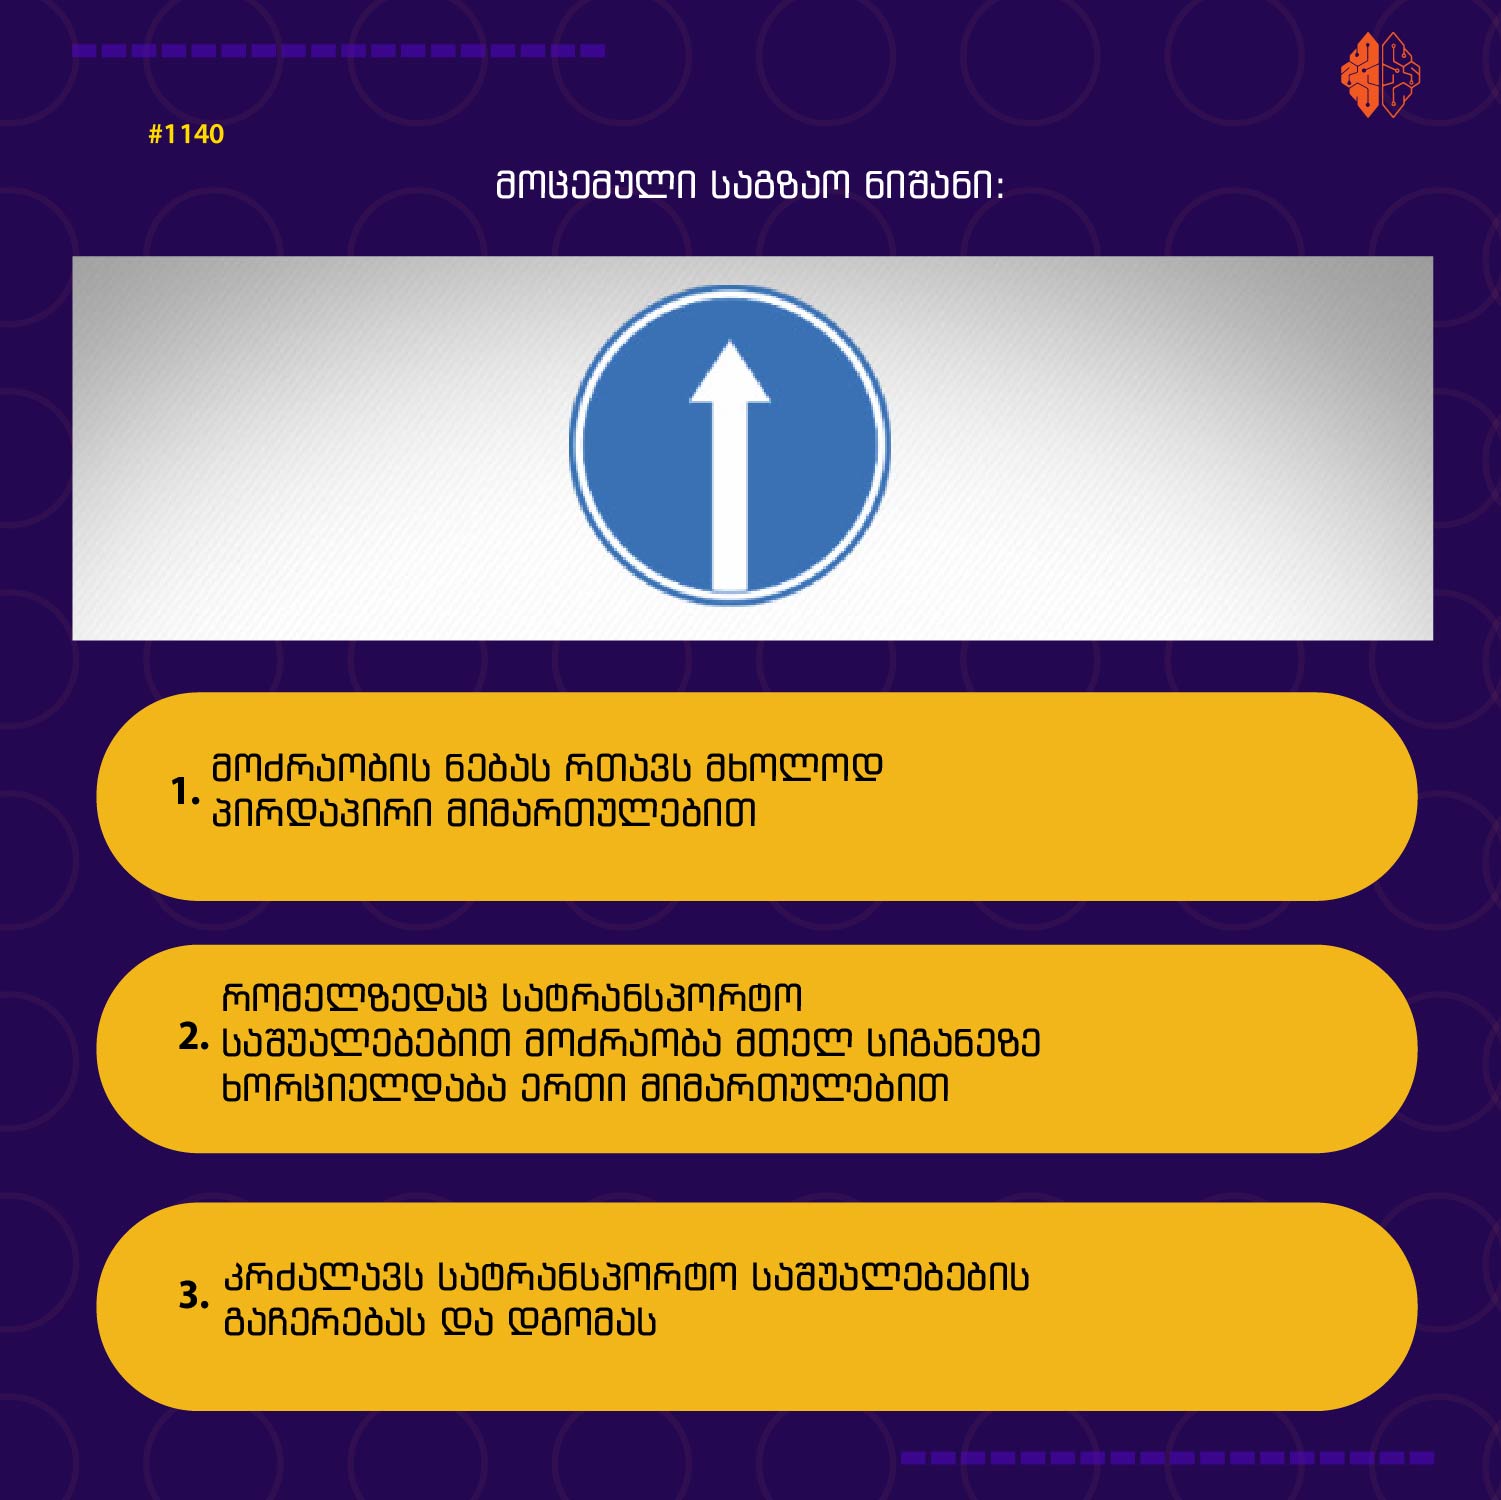 #1140
მოცემული საგზაო ნიშანი:
1. მოძრაობის ნებას რთავს მხოლოდ
პირდაპირი მიმართულებით
2. რომელზედაც სატრანსპორტო
საშუალებებით მოძრაობა მთელ სიგანეზე
ხორციელდაბა ერთი მიმართულებით
3. კრძალავს სატრანსპორტო საშუალებების
გაჩერებას და დგომას